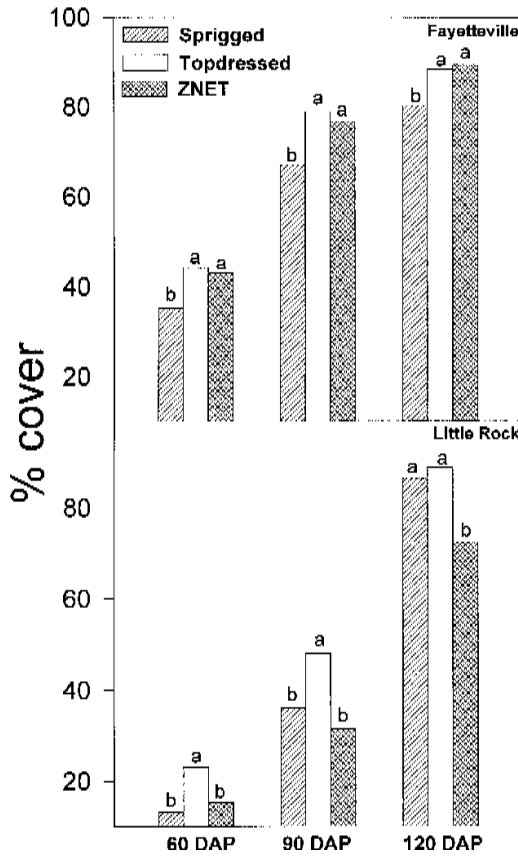 100
80
60
40
20
Sprigged
Topdressed
ZNET
Fayetteville
b
a
a
b
a
a
b
a
a
% cover
Little Rock
80
60
40
20
b
a
b
b
a
b
a
a
b
60 DAP
90 DAP
120 DAP